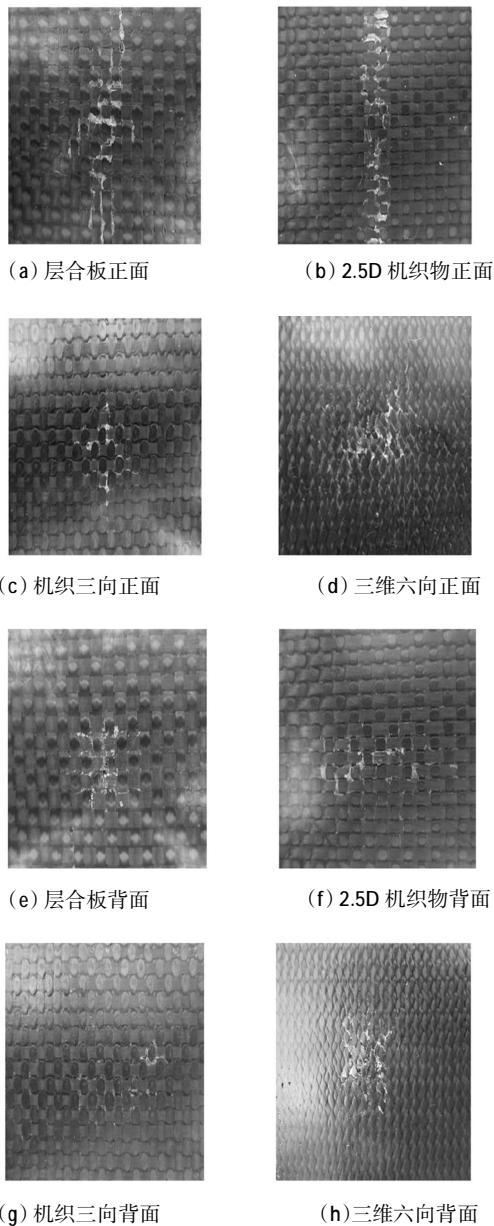 （a）层合板正面
（b）2.5D 机织物正面
（c）机织三向正面
（d）三维六向正面
（e）层合板背面
（f）2.5D 机织物背面
（g）机织三向背面
（h）三维六向背面